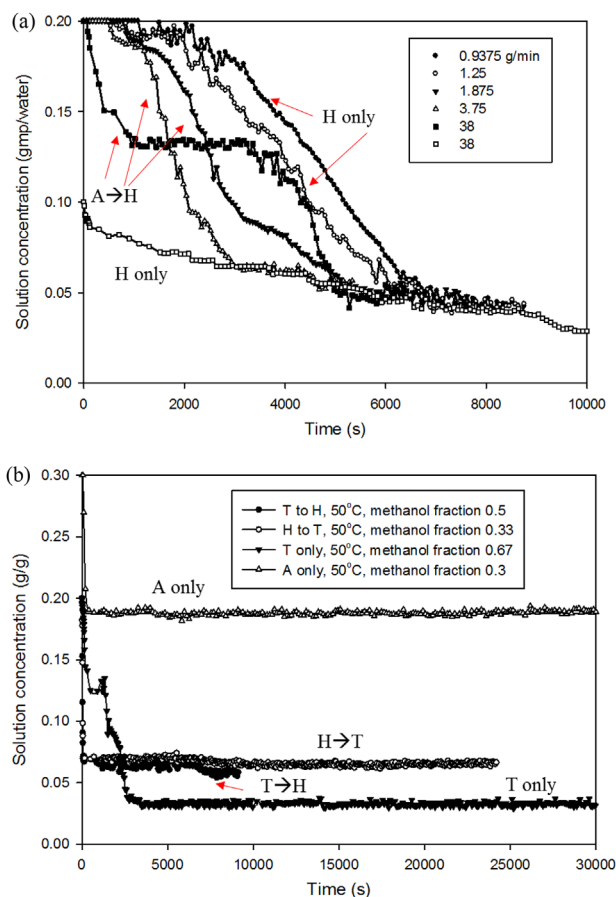 (a)
0.20
0.15
0.10
0.05
0.00
Solution concentration (gmp/water)
0.9375 g/min
1.25
1.875
3.75
38
38
H only
A→H
H only
0 2000 4000 6000 8000 10000
Time (s)
(b)
0.30
0.25
0.20
0.15
0.10
0.05
0.00
Solution concentration (g/g)
T to H, 50°C, methanol fraction 0.5
H to T, 50°C, methanol fraction 0.33
T only, 50°C, methanol fraction 0.67
A only, 50°C, methanol fraction 0.3
A only
H→T
T→H
T only
0 5000 10000 15000 20000 25000 30000
Time (s)